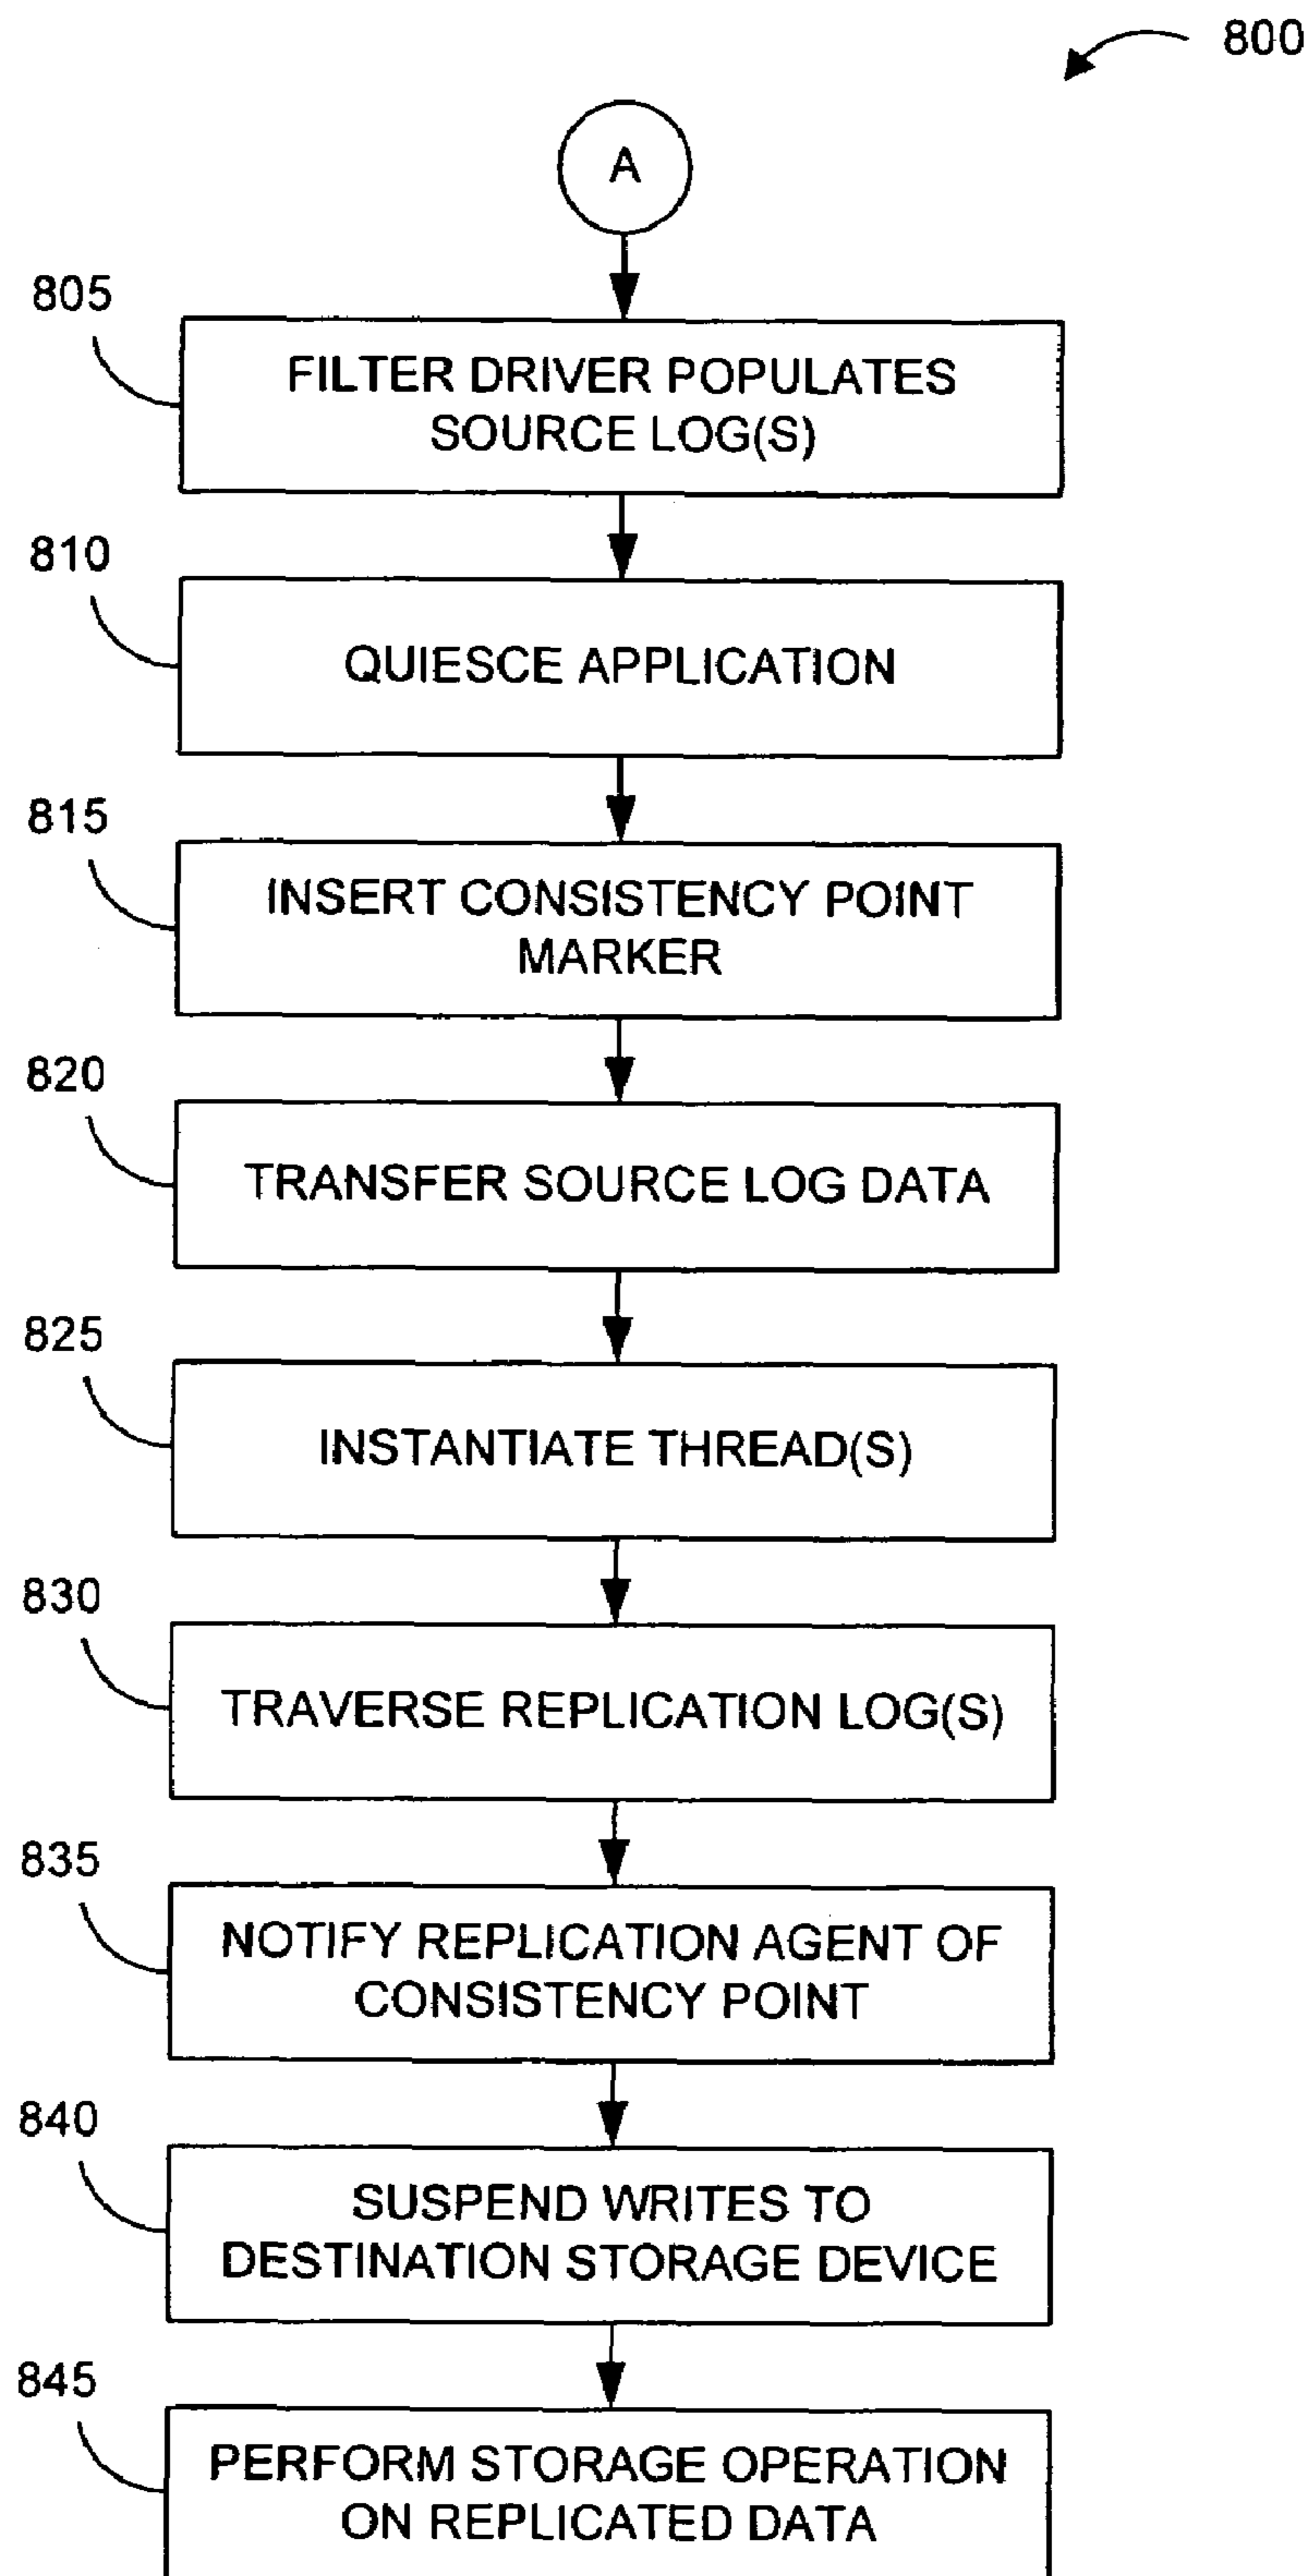 800
A
805
FILTER DRIVER POPULATES
SOURCE LOG(S)
810
QUIESCE APPLICATION
815
INSERT CONSISTENCY POINT
MARKER
820
TRANSFER SOURCE LOG DATA
825
INSTANTIATE THREAD(S)
830
TRAVERSE REPLICATION LOG(S)
835
NOTIFY REPLICATION AGENT OF
CONSISTENCY POINT
840
SUSPEND WRITES TO
DESTINATION STORAGE DEVICE
845
PERFORM STORAGE OPERATION
ON REPLICATED DATA